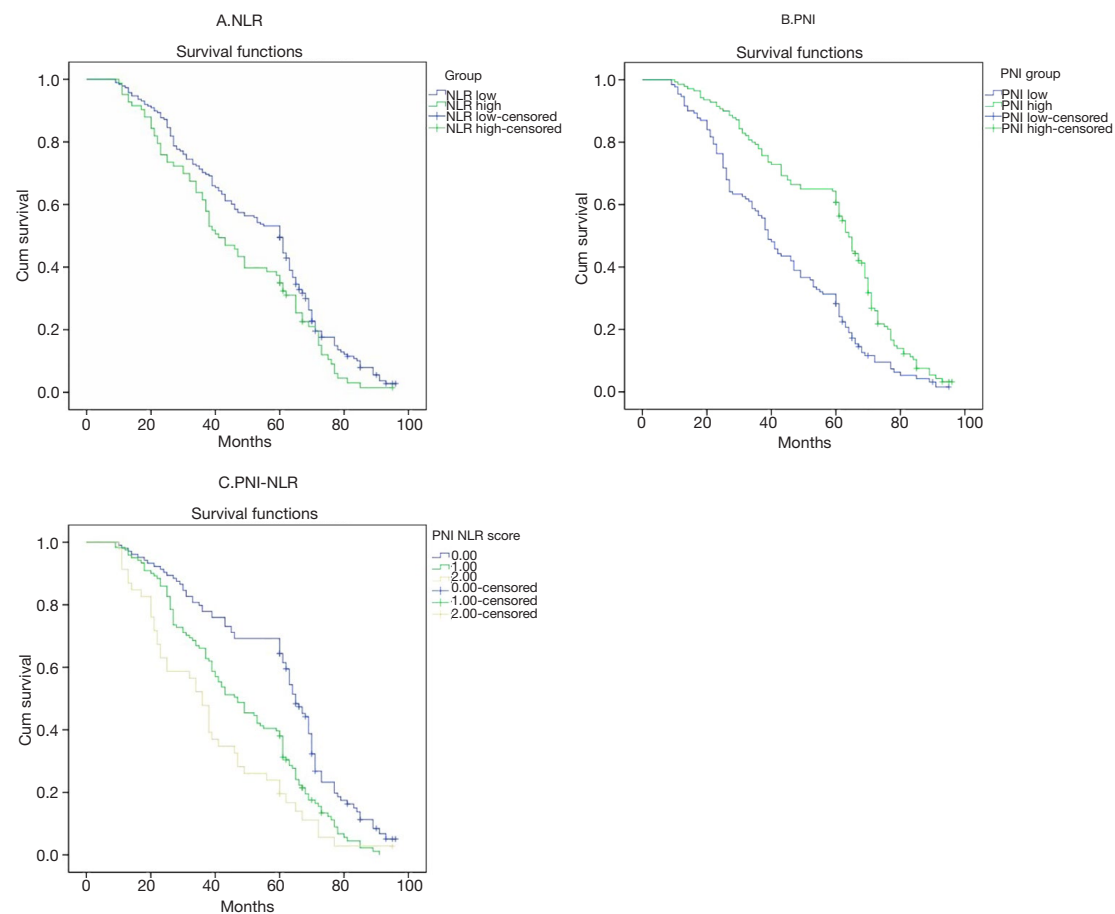 A.NLR
Survival functions
Group
NLR low
NLR high
NLR low-censored
NLR high-censored
1.0
0.8
0.6
0.4
0.2
0.0
Cum survival
0 20 40 60 80 100
Months
B.PNI
Survival functions
PNI group
PNI low
PNI high
PNI low-censored
PNI high-censored
1.0
0.8
0.6
0.4
0.2
0.0
Cum survival
0 20 40 60 80 100
Months
C.PNI-NLR
Survival functions
PNI NLR score
0.00
1.00
2.00
0.00-censored
1.00-censored
2.00-censored
1.0
0.8
0.6
0.4
0.2
0.0
Cum survival
0 20 40 60 80 100
Months